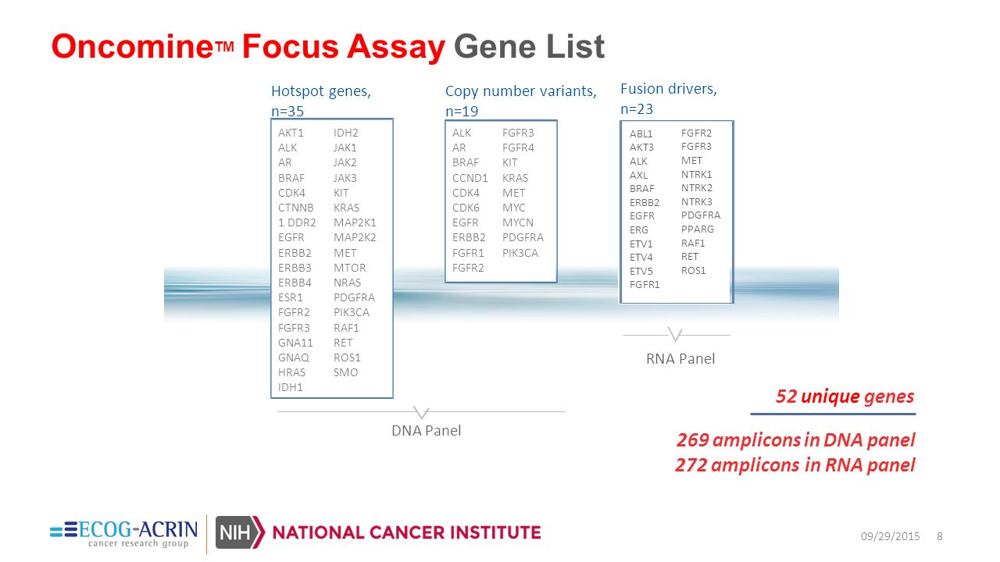 Oncomine™ Focus Assay Gene List
Hotspot genes,
n=35
AKT1
ALK
AR
BRAF
CDK4
CTNNB
1 DDR2
EGFR
ERBB2
ERBB3
ERBB4
ESR1
FGFR2
FGFR3
GNA11
GNAQ
HRAS
IDH1
IDH2
JAK1
JAK2
JAK3
KIT
KRAS
MAP2K1
MAP2K2
MET
MTOR
NRAS
PDGFRA
PIK3CA
RAF1
RET
ROS1
SMO
Copy number variants,
n=19
ALK
AR
BRAF
CCND1
CDK4
CDK6
EGFR
ERBB2
FGFR1
FGFR2
FGFR3
FGFR4
KIT
KRAS
MET
MYC
MYCN
PDGFRA
PIK3CA
Fusion drivers,
n=23
ABL1
AKT3
ALK
AXL
BRAF
ERBB2
EGFR
ERG
ETV1
ETV4
ETV5
FGFR1
FGFR2
FGFR3
MET
NTRK1
NTRK2
NTRK3
PDGFRA
PPARG
RAF1
RET
ROS1
RNA Panel
DNA Panel
52 unique genes
269 amplicons in DNA panel
272 amplicons in RNA panel
ECOG-ACRIN
cancer research group
NIH NATIONAL CANCER INSTITUTE
09/29/2015 8